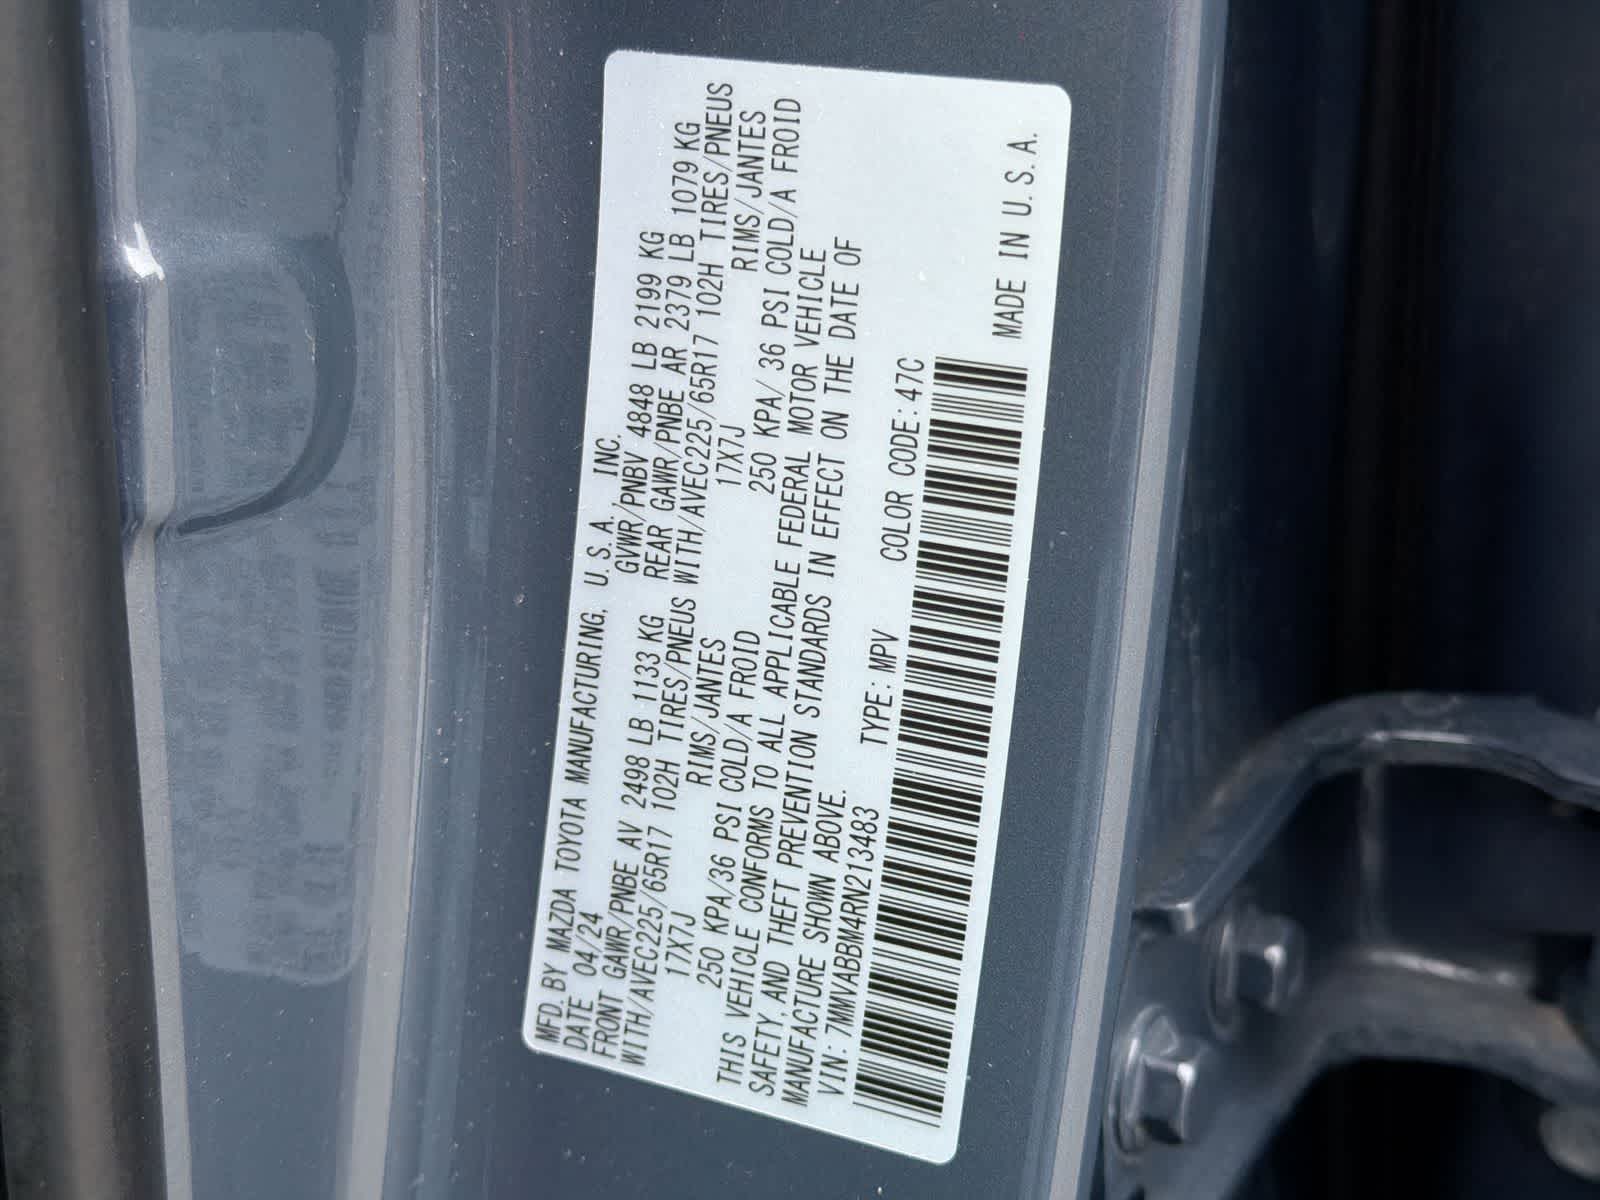 MFD. BY MAZDA TOYOTA MANUFACTURING, U.S.A. INC.
DATE 04/24 GVWR/PNBV 4848 LB 2199 KG
FRONT GAWR/PNBE AV 2498 LB 1133 KG REAR GAWR/PNBE AR 2379 LB 1079 KG
WITH/AVEC225/65R17 102H TIRES/PNEUS WITH/AVEC225/65R17 102H TIRES/PNEUS
17X7J RIMS/JANTES 17X7J RIMS/JANTES
250 KPA/36 PSI COLD/A FROID 250 KPA/ 36 PSI COLD/A FROID
THIS VEHICLE CONFORMS TO ALL APPLICABLE FEDERAL MOTOR VEHICLE
SAFETY, AND THEFT PREVENTION STANDARDS IN EFFECT ON THE DATE OF
MANUFACTURE SHOWN ABOVE.
VIN: 7MMVABBM4RN213483 TYPE: MPV COLOR CODE: 47C
MADE IN U.S.A.